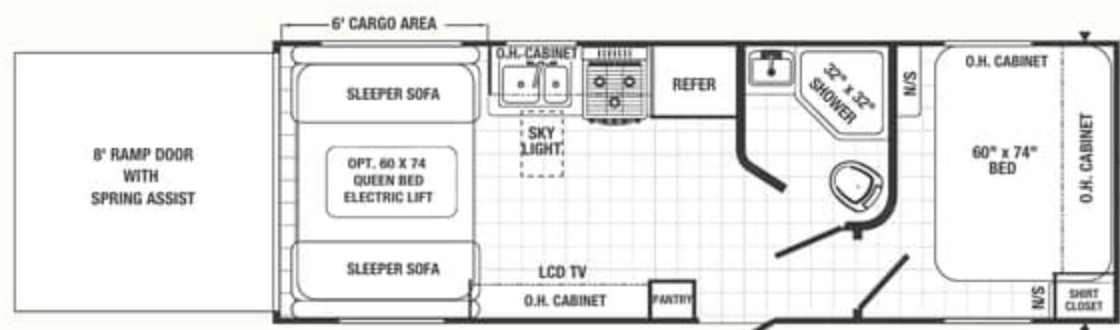 6' CARGO AREA
8' RAMP DOOR
WITH
SPRING ASSIST
SLEEPER SOFA
OPT. 60 X 74
QUEEN BED
ELECTRIC LIFT
SLEEPER SOFA
O.H. CABINET
SKY
LIGHT
REFER
LCD TV
O.H. CABINET
PANTRY
32" x 32"
SHOWER
N/S
O.H. CABINET
60" x 74"
BED
O.H. CABINET
N/S
SHIRT
CLOSET